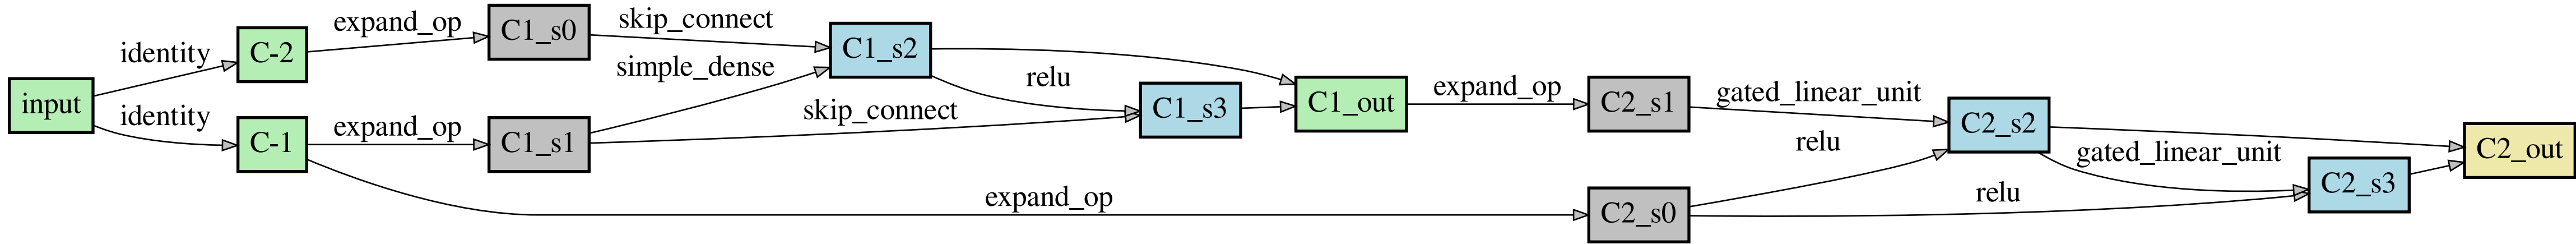 input
identity
identity
C-2
C-1
expand_op
expand_op
expand_op
C1_s0
C1_s1
skip_connect
simple_dense
skip_connect
C1_s2
relu
C1_s3
C1_out
expand_op
C2_s1
C2_s0
gated_linear_unit
relu
C2_s2
gated_linear_unit
relu
C2_s3
C2_out